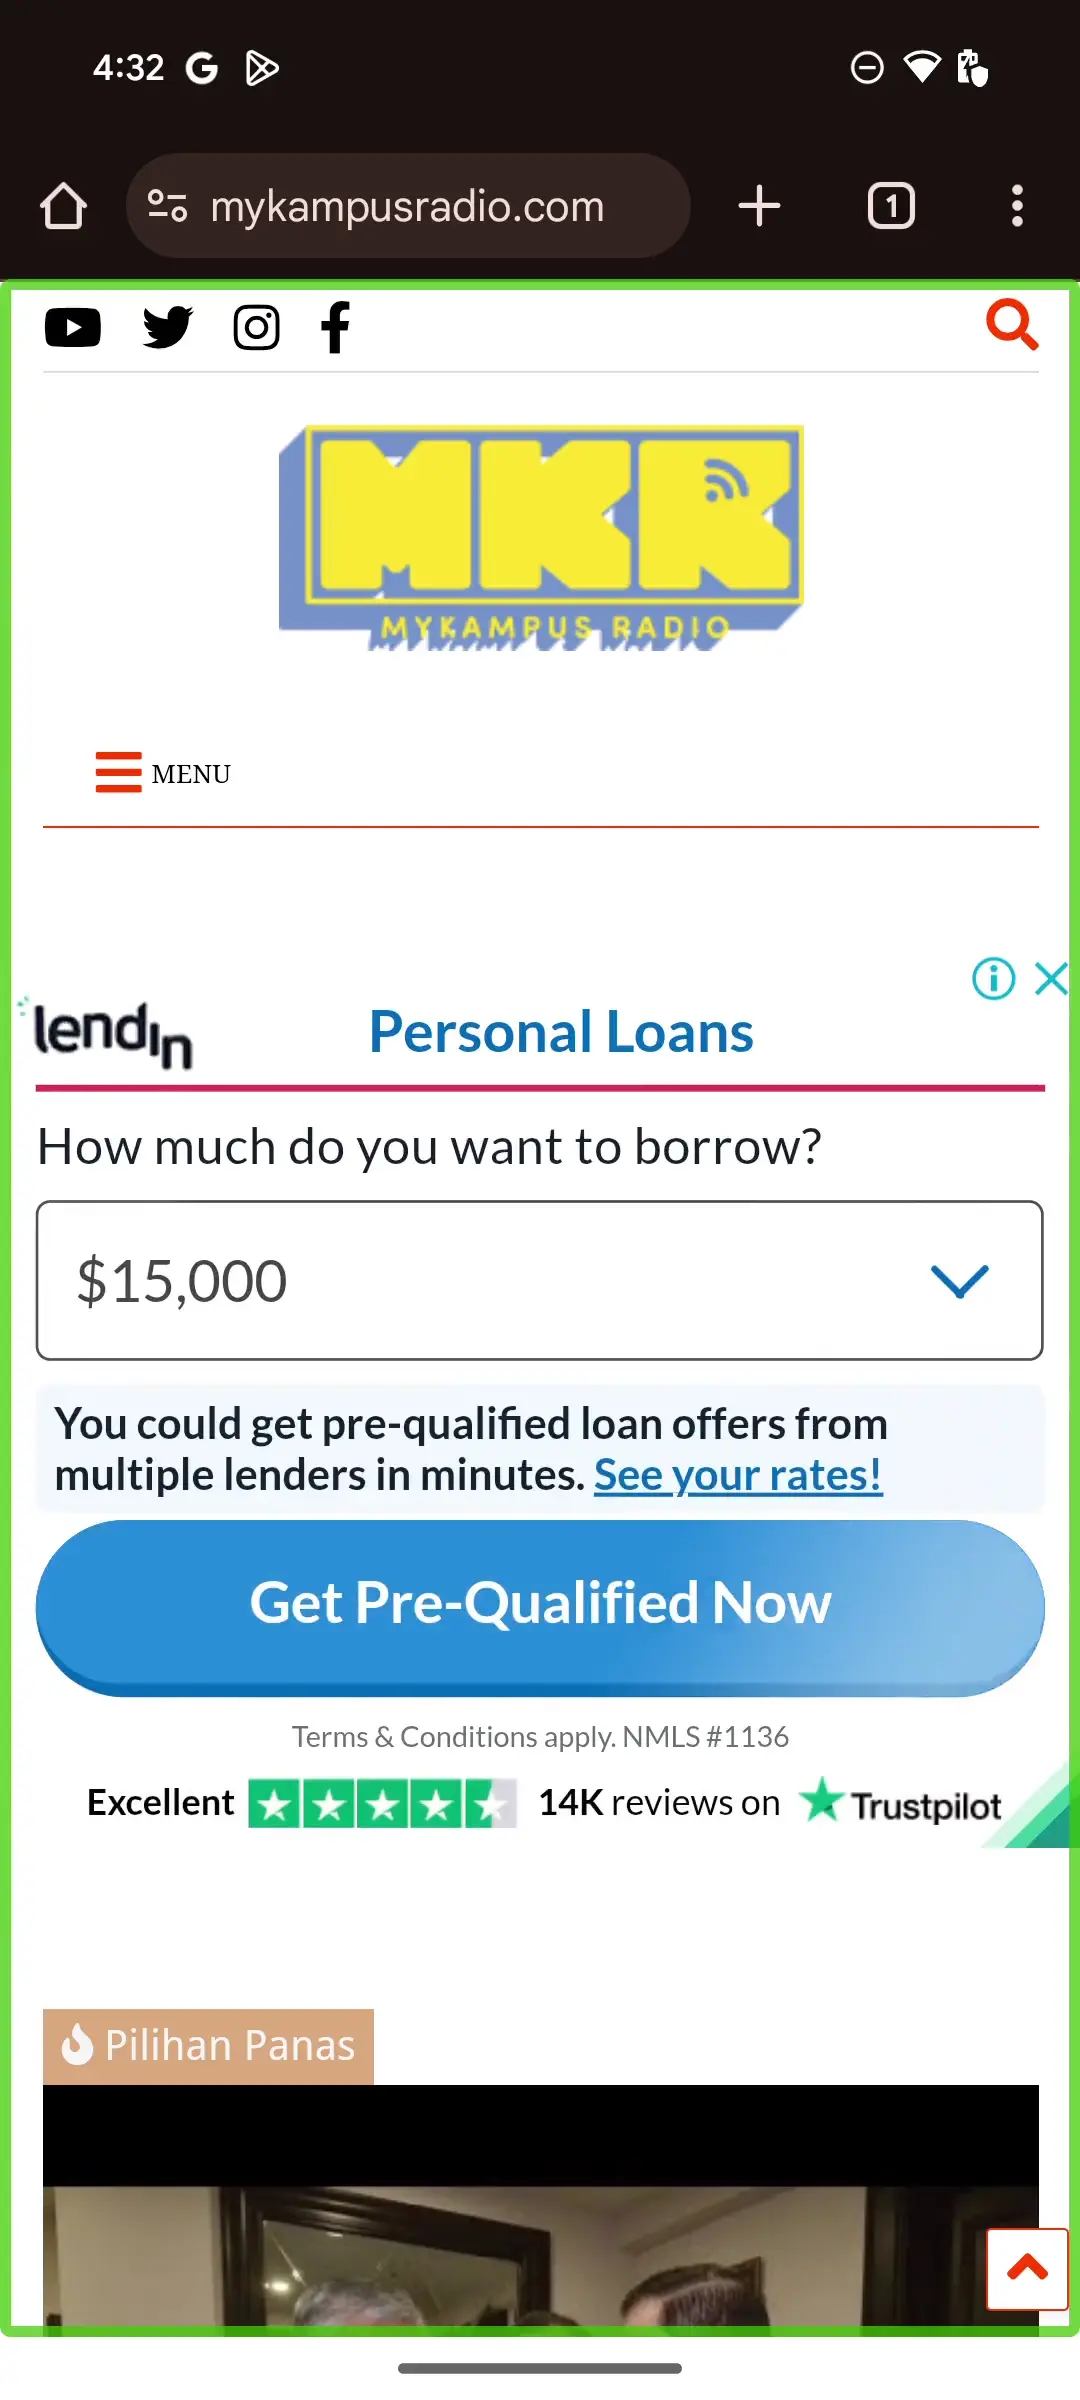 4:32
mykampusradio.com
1
MKR
MYKAMPUS RADIO
MENU
lendin
Personal Loans
How much do you want to borrow?
$15,000
You could get pre-qualified loan offers from
multiple lenders in minutes. See your rates!
Get Pre-Qualified Now
Terms & Conditions apply. NMLS #1136
Excellent 14K reviews on Trustpilot
Pilihan Panas